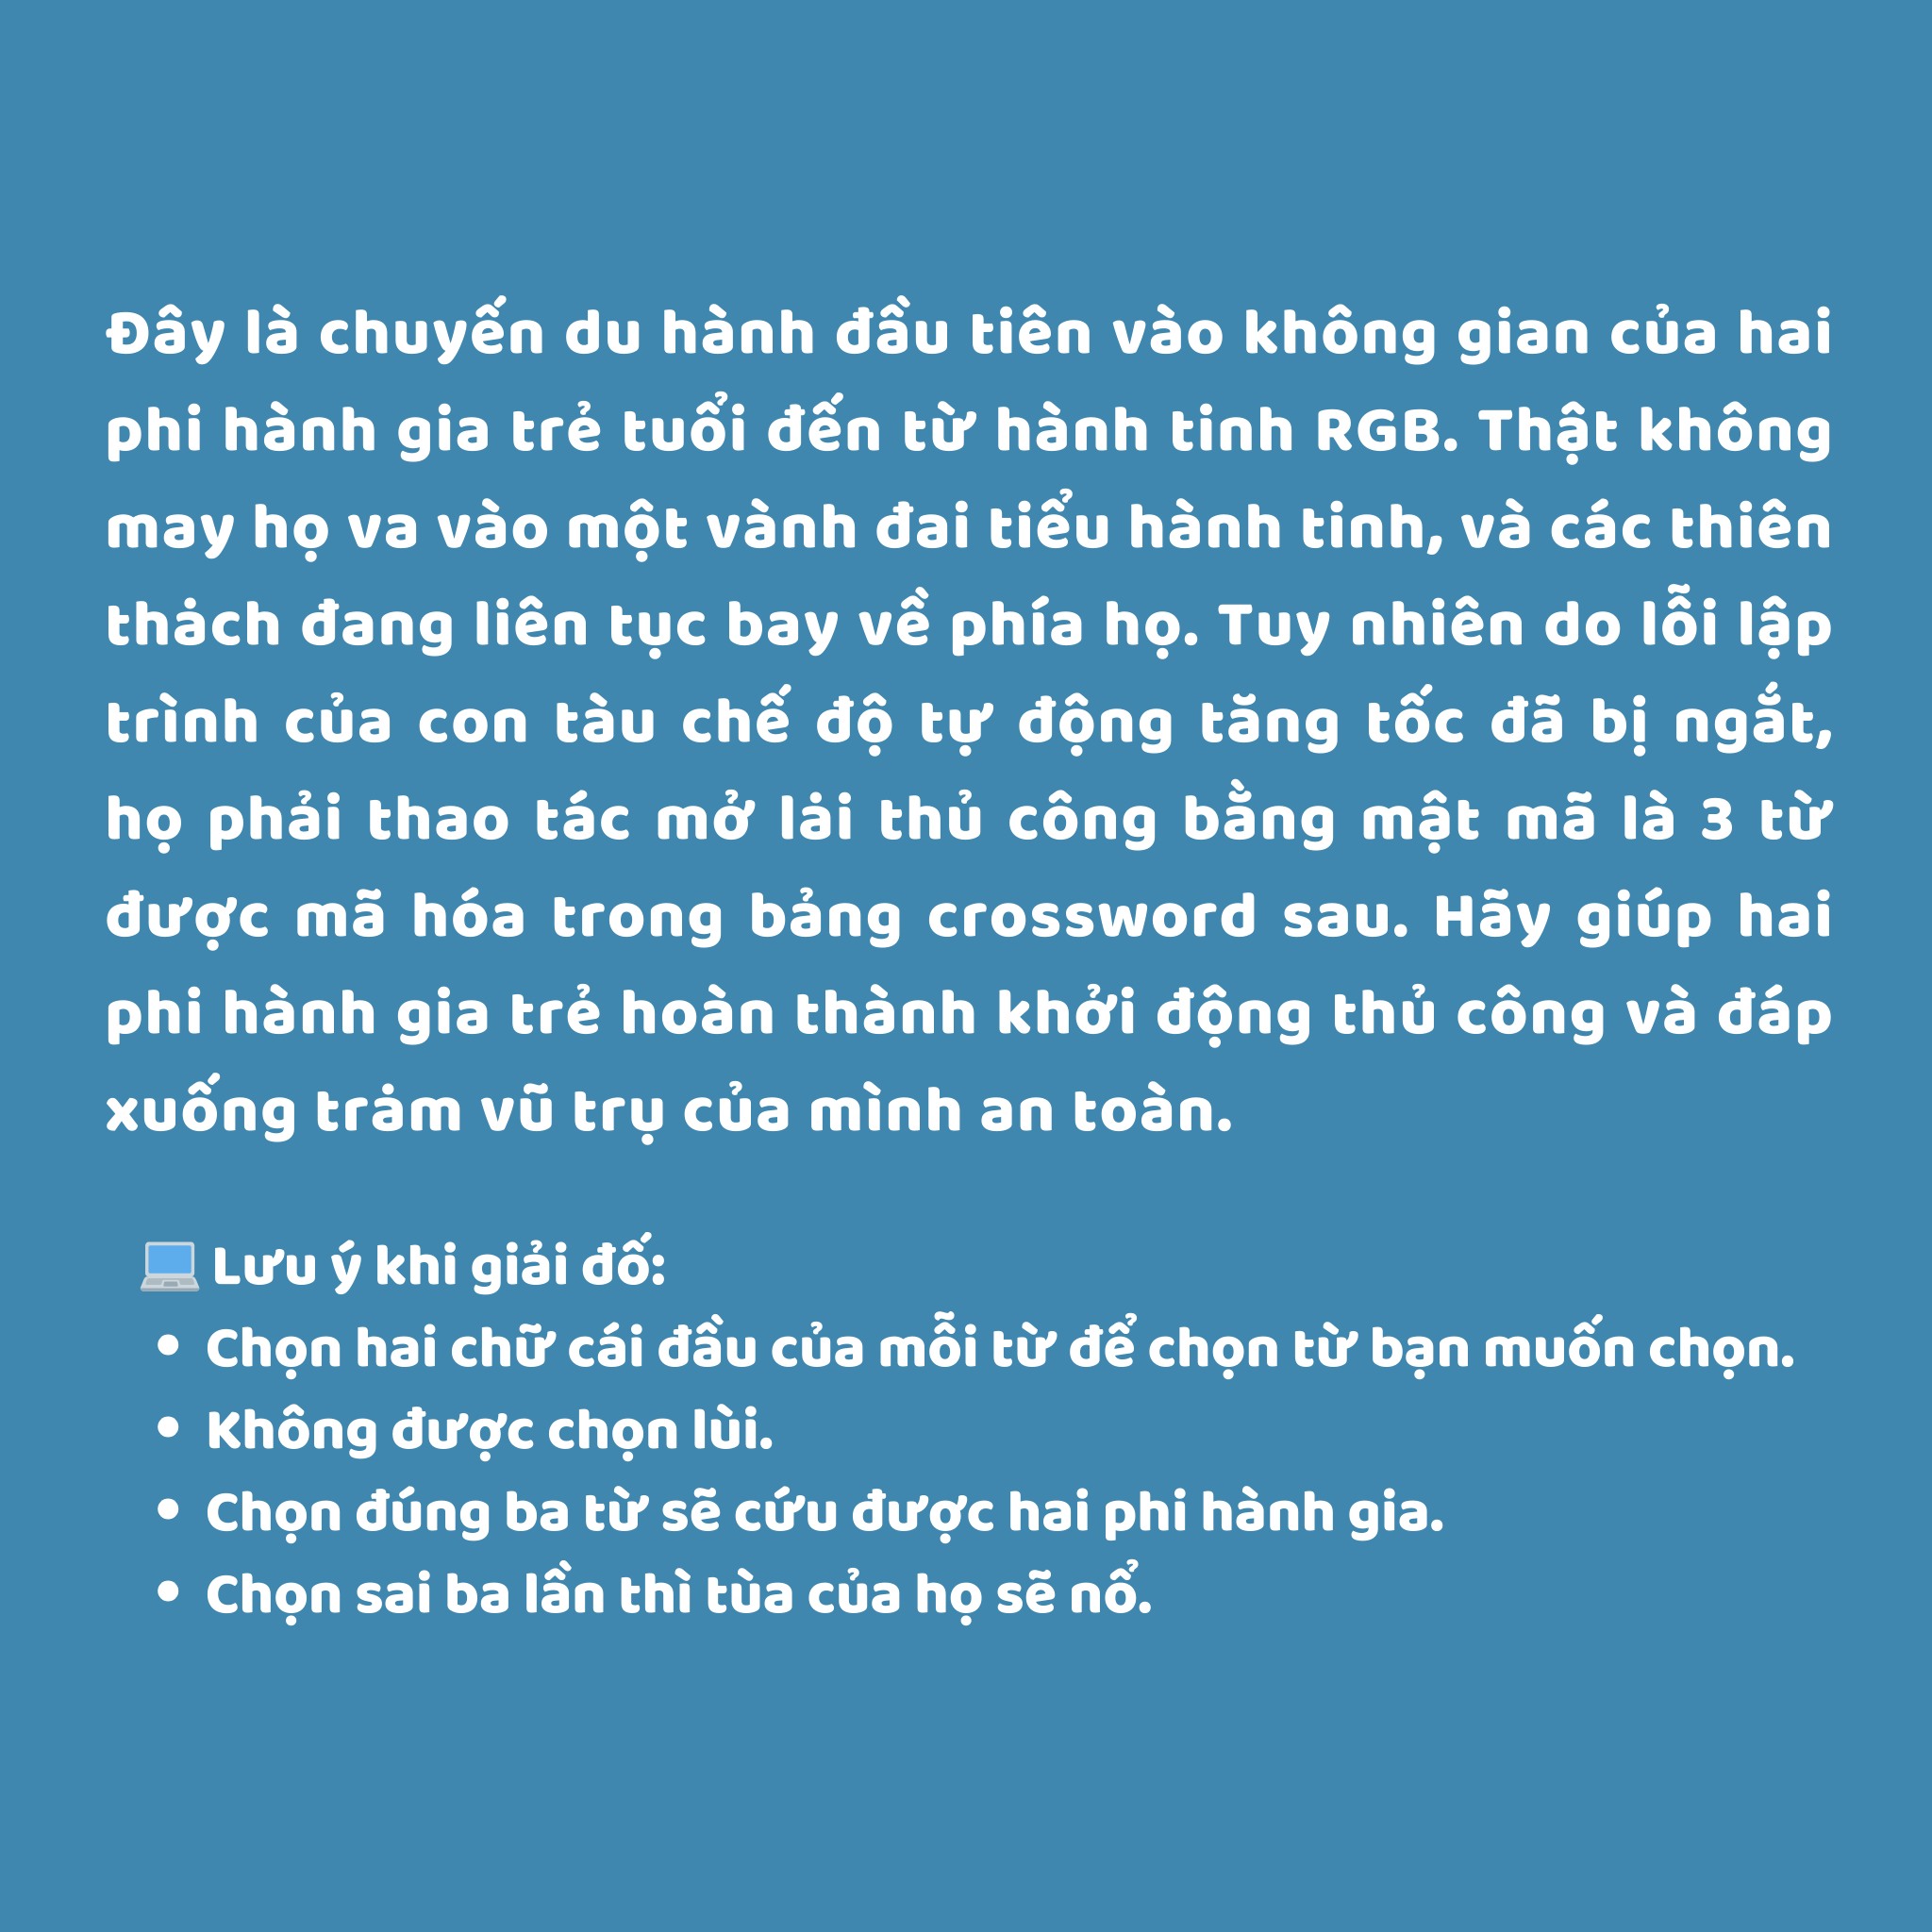 Đây là chuyến du hành đầu tiên vào không gian của hai
phi hành gia trẻ tuổi đến từ hành tinh RGB. Thật không
may họ va vào một vành đai tiểu hành tinh, và các thiên
thạch đang liên tục bay về phía họ. Tuy nhiên do lỗi lập
trình của con tàu chế độ tự động tăng tốc đã bị ngắt,
họ phải thao tác mở lại thủ công bằng mật mã là 3 từ
được mã hóa trong bảng crossword sau. Hãy giúp hai
phi hành gia trẻ hoàn thành khởi động thủ công và đáp
xuống trạm vũ trụ của mình an toàn.
💻 Lưu ý khi giải đố:
• Chọn hai chữ cái đầu của mỗi từ để chọn từ bạn muốn chọn.
• Không được chọn lùi.
• Chọn đúng ba từ sẽ cứu được hai phi hành gia.
• Chọn sai ba lần thì tùa của họ sẽ nổ.